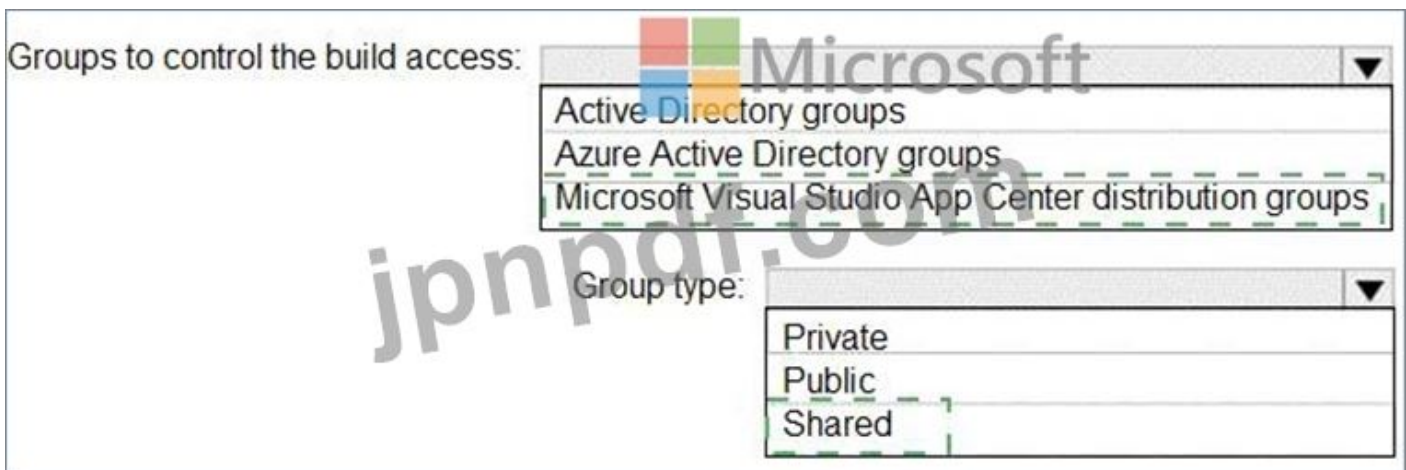 Microsoft
Groups to control the build access:
Active Directory groups
Azure Active Directory groups
Microsoft Visual Studio App Center distribution groups
jpnpdf.com
Group type:
Private
Public
Shared